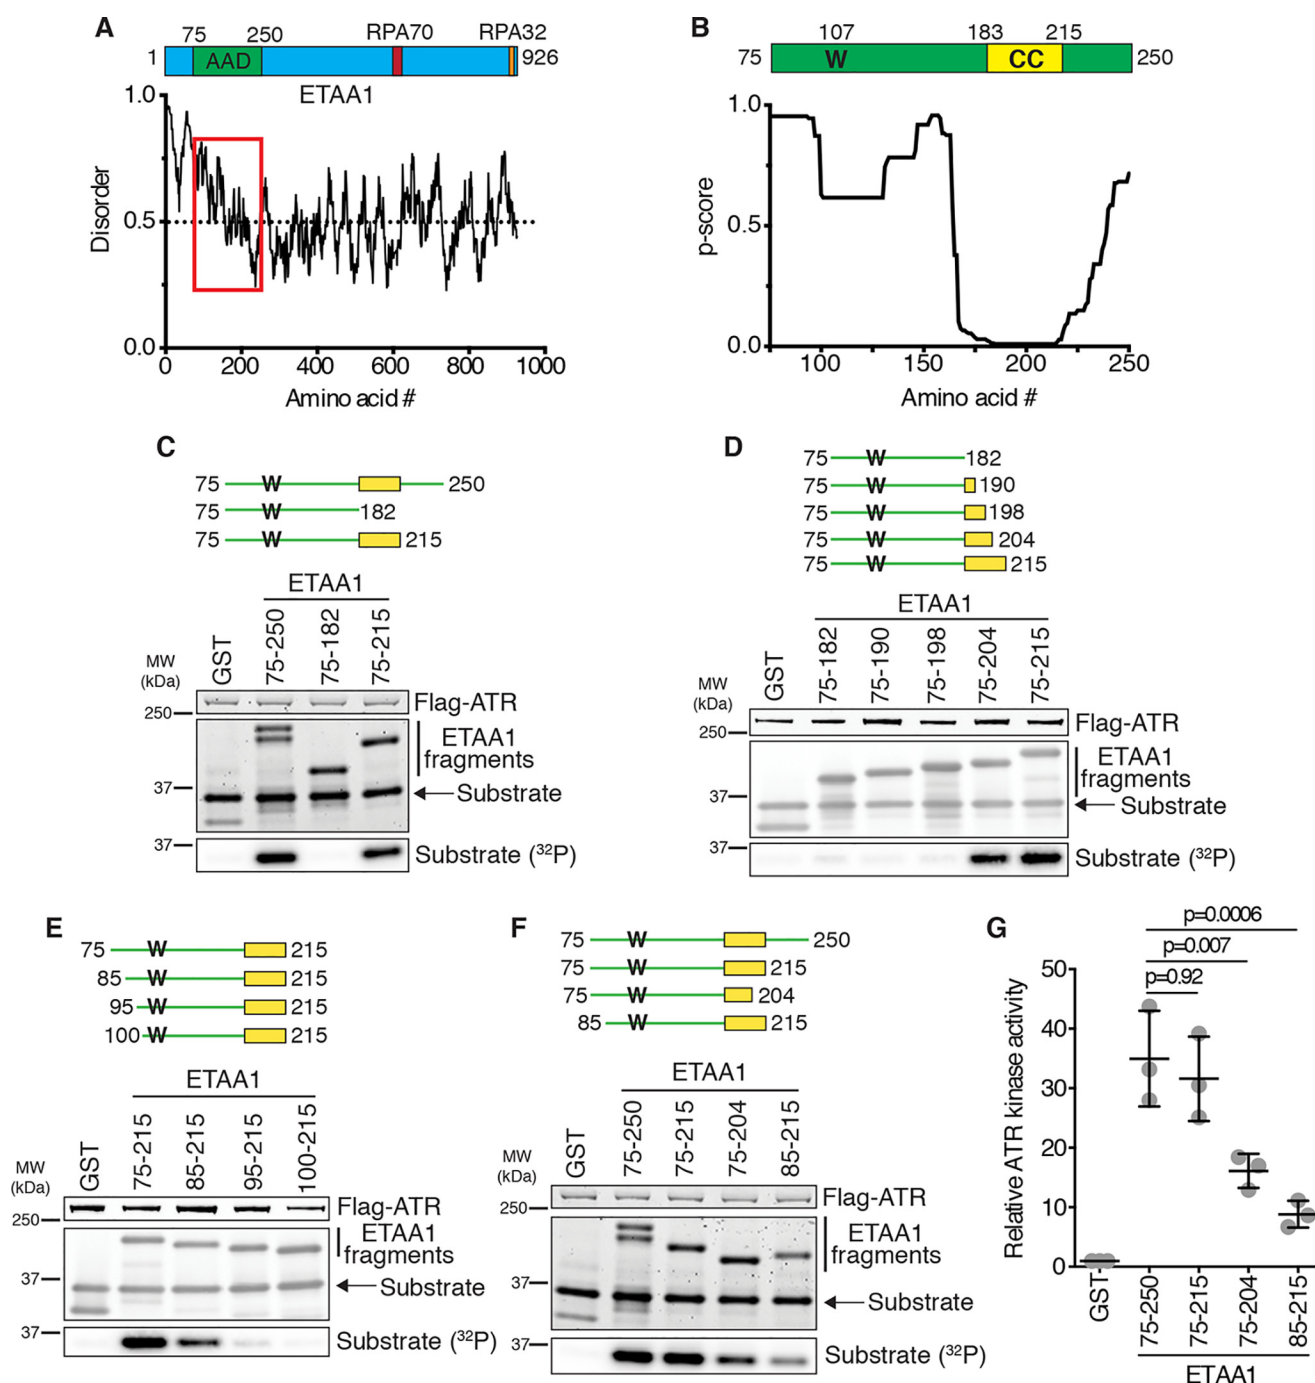 A
75 250 RPA70 RPA32
1 AAD 926
ETAA1
1.0
0.5
0.0
Disorder
0 200 400 600 800 1000
Amino acid #
B
107 183 215
75 W CC 250
1.0
0.5
0.0
p-score
100 150 200 250
Amino acid #
C
75 W 250
75 W 182
75 W 215
ETAA1
GST 75-250 75-182 75-215
MW
(kDa)
250
37
37
Flag-ATR
ETAA1
fragments
Substrate
Substrate (³²P)
D
75 W 182
75 W 190
75 W 198
75 W 204
75 W 215
ETAA1
GST 75-182 75-190 75-198 75-204 75-215
MW
(kDa)
250
37
37
Flag-ATR
ETAA1
fragments
Substrate
Substrate (³²P)
E
75 W 215
85 W 215
95 W 215
100 W 215
ETAA1
GST 75-215 85-215 95-215 100-215
MW
(kDa)
250
37
37
Flag-ATR
ETAA1
fragments
Substrate
Substrate (³²P)
F
75 W 250
75 W 215
75 W 204
85 W 215
ETAA1
GST 75-250 75-215 75-204 85-215
MW
(kDa)
250
37
37
Flag-ATR
ETAA1
fragments
Substrate
Substrate (³²P)
G
p=0.0006
p=0.007
p=0.92
50
40
30
20
10
0
Relative ATR kinase activity
GST 75-250 75-215 75-204 85-215
ETAA1